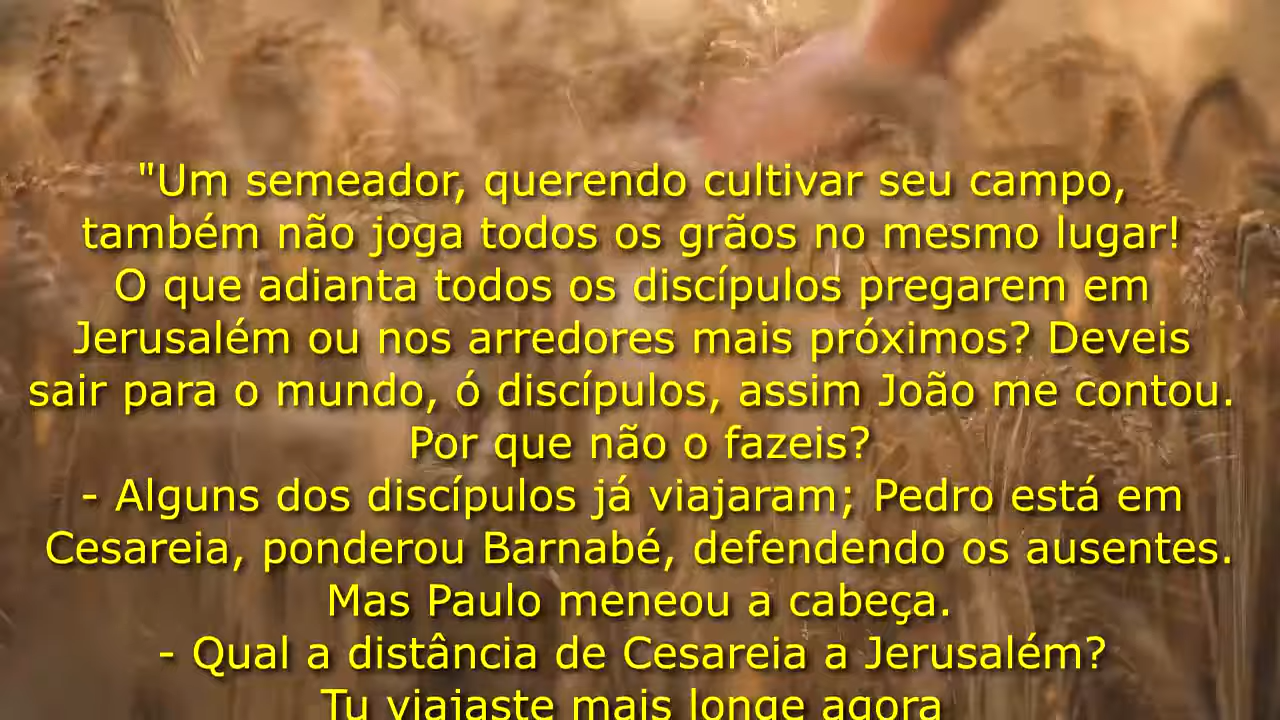 "Um semeador, querendo cultivar seu campo,
também não joga todos os grãos no mesmo lugar!
O que adianta todos os discípulos pregarem em
Jerusalém ou nos arredores mais próximos? Deveis
sair para o mundo, ó discípulos, assim João me contou.
Por que não o fazeis?
- Alguns dos discípulos já viajaram; Pedro está em
Cesareia, ponderou Barnabé, defendendo os ausentes.
Mas Paulo meneou a cabeça.
- Qual a distância de Cesareia a Jerusalém?
Tu viajaste mais longe agora